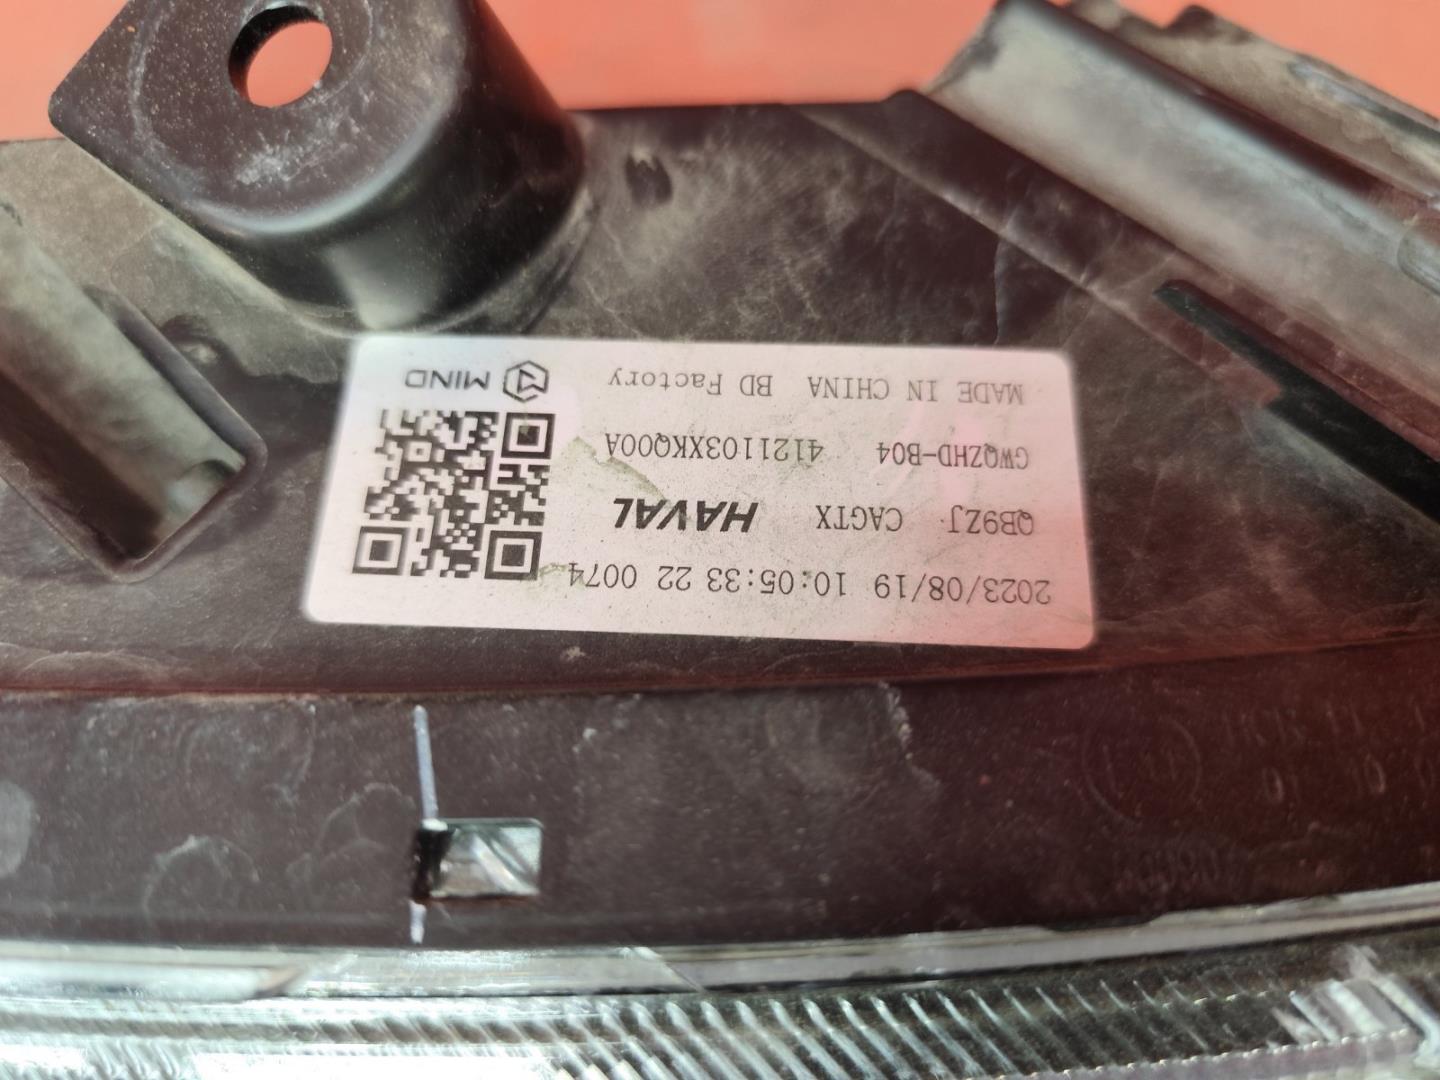 2023/08/19 10:05:33 22 0074
QB9ZJ CAGTX HAVAL
GWQZHD-B04 4121103XKQ00A
MADE IN CHINA BD Factory MIND